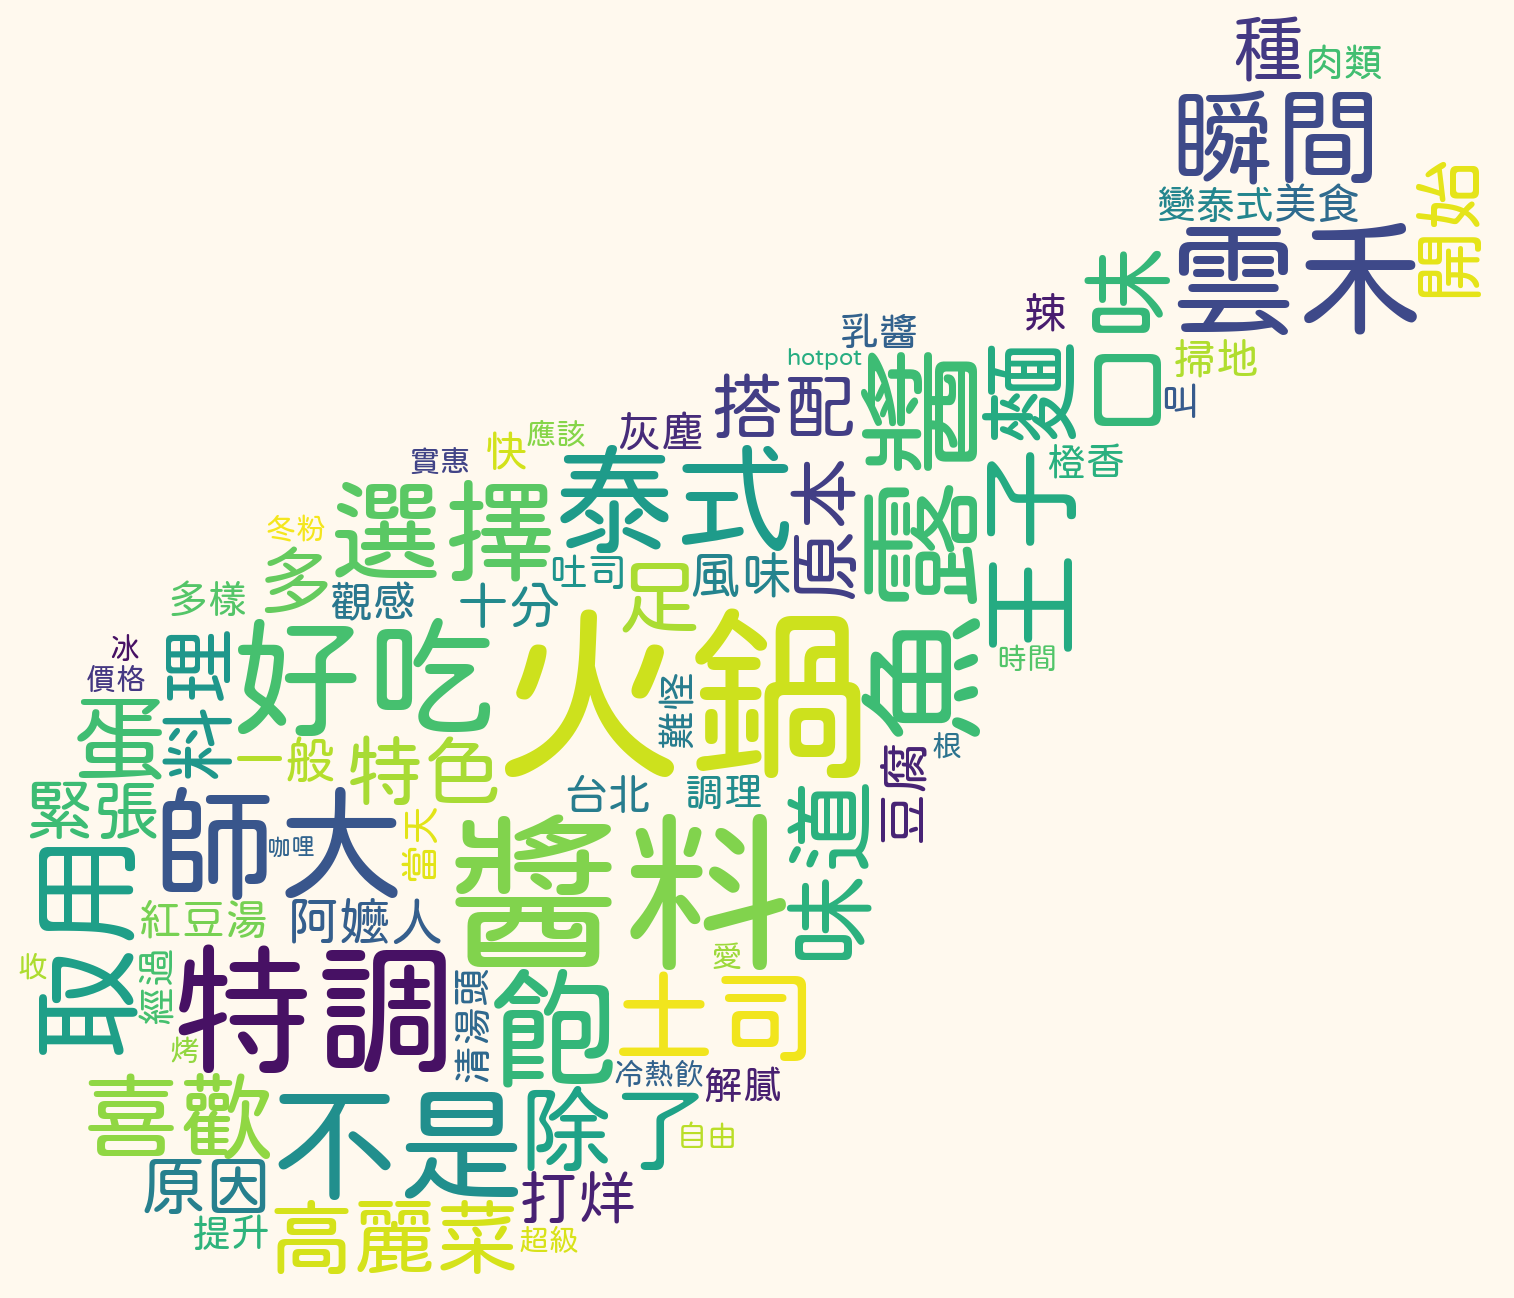 種
肉類
瞬間
變泰式美食
開始
雲禾
口味
辣
掃地
叫
乳醬
hotpot
搭配
醬
露
魚
麵
王子
橙香
灰塵
應該
快
實惠
泰式
原本
選擇
冬粉
多
吐司
風味
足
多樣
觀感
十分
火鍋
好吃
料理
冰
價格
難怪
時間
蛋
一般
特色
根
豆腐
台北
調理
緊張
師大
咖哩
當天
醬料
味道
取用
紅豆湯
阿嬤人
收
經過
特調
清湯頭
飽
愛
土司
烤
冷熱飲
解膩
喜歡
不是
除了
自由
原因
打烊
提升
高麗菜
超級